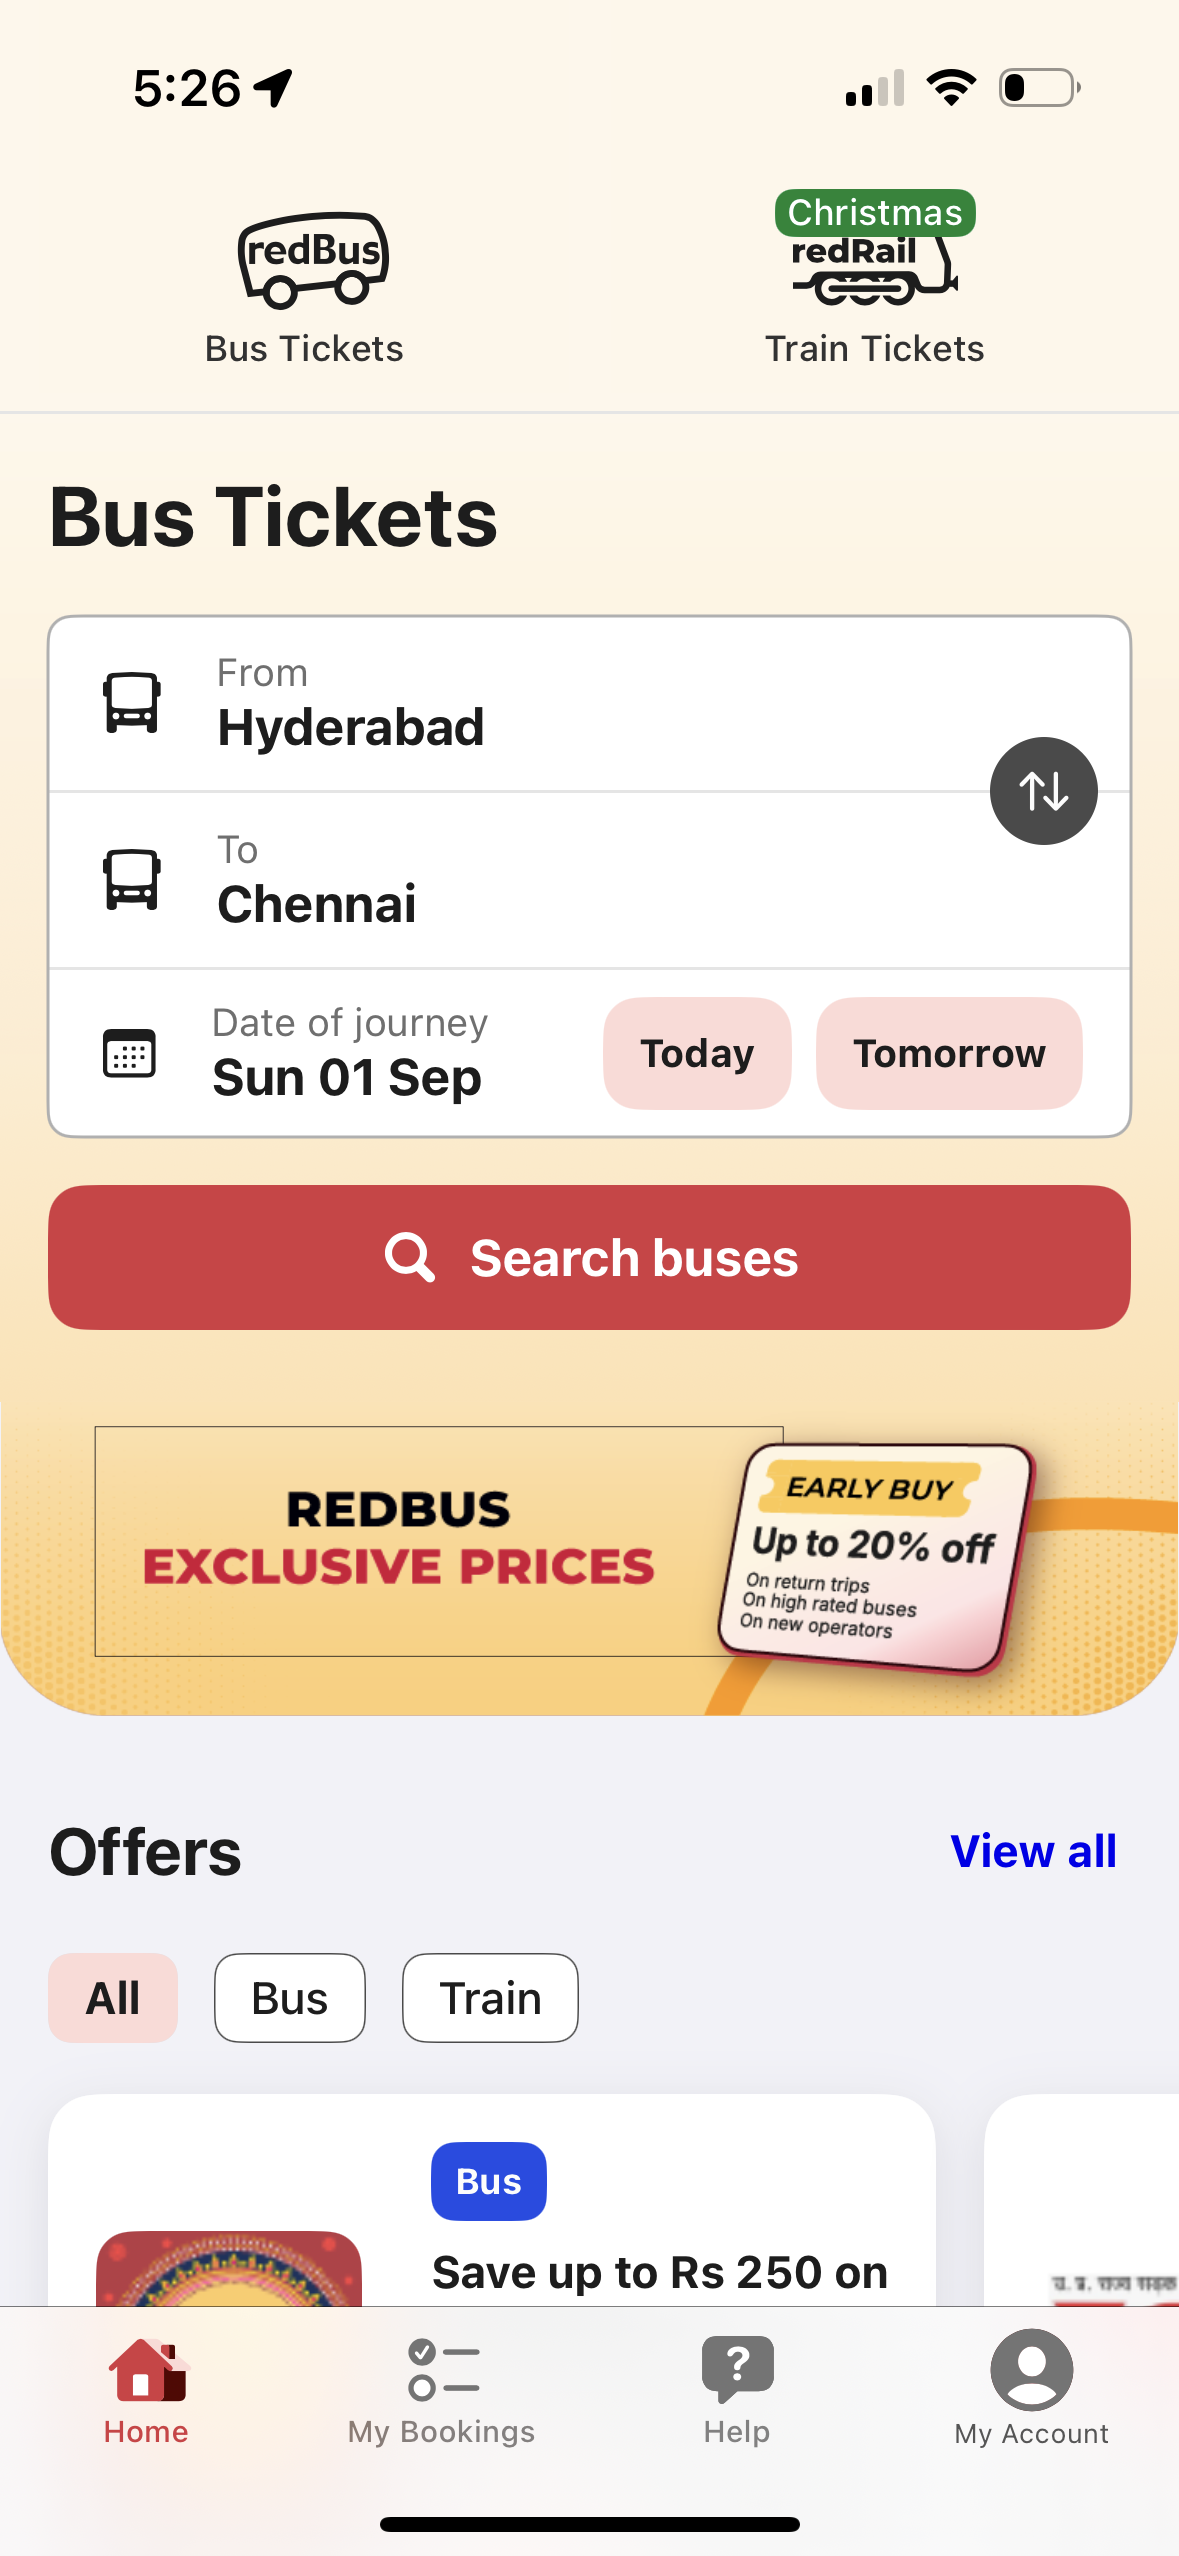 5:26
redBus
Bus Tickets
Christmas
redRail
Train Tickets
Bus Tickets
From
Hyderabad
To
Chennai
Date of journey
Sun 01 Sep
Today
Tomorrow
Search buses
REDBUS
EXCLUSIVE PRICES
EARLY BUY
Up to 20% off
On return trips
On high rated buses
On new operators
Offers
View all
All
Bus
Train
Bus
Save up to Rs 250 on
उ. प्र. राज्य सड़क
Home
My Bookings
Help
My Account